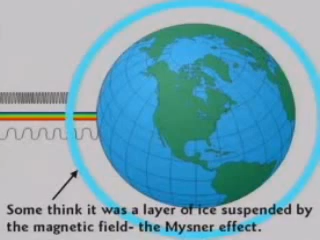 Some think it was a layer of ice suspended by
the magnetic field- the Mysner effect.